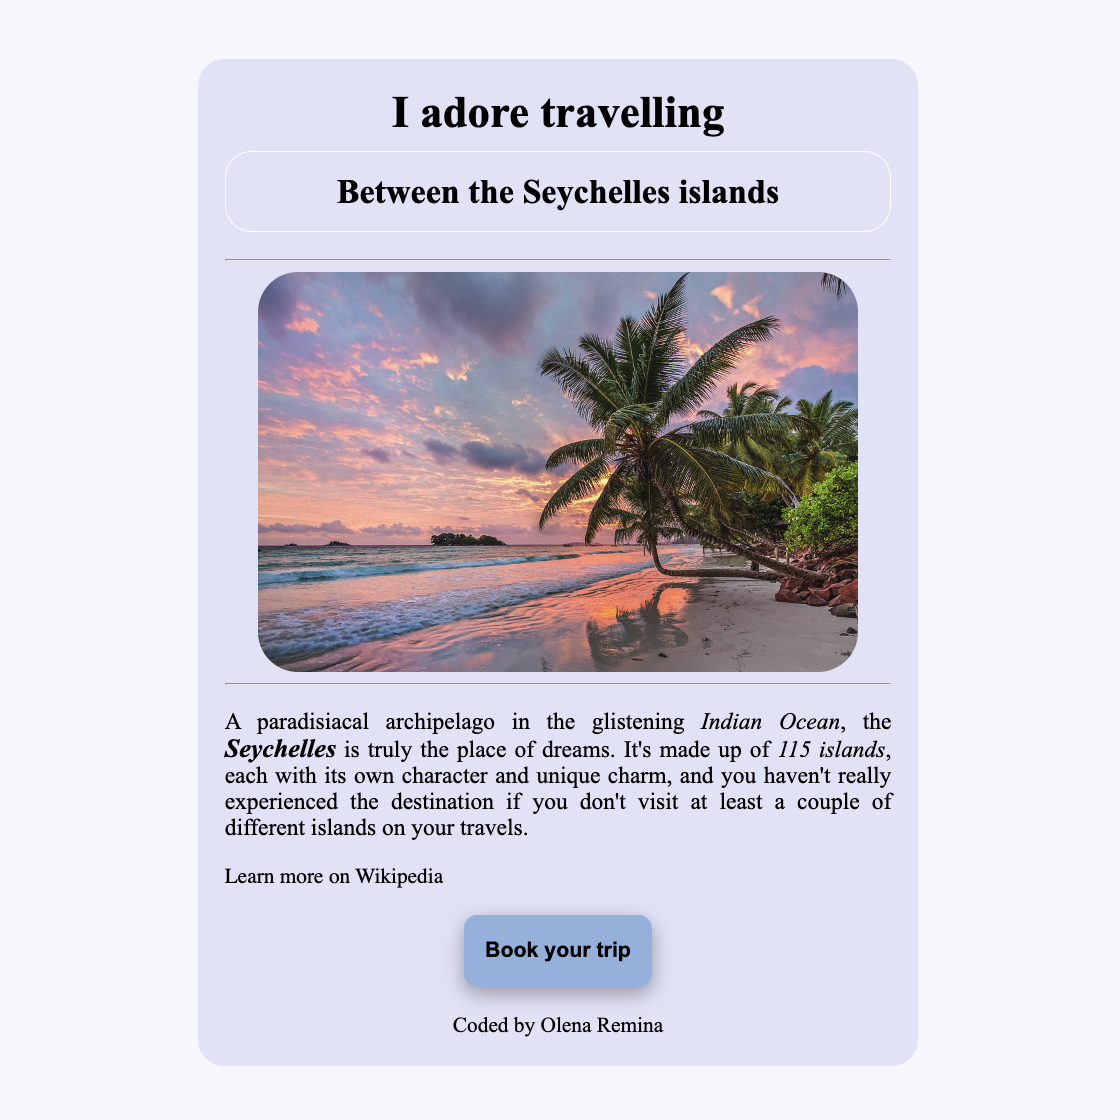 I adore travelling
Between the Seychelles islands
A paradisiacal archipelago in the glistening Indian Ocean, the
Seychelles is truly the place of dreams. It's made up of 115 islands,
each with its own character and unique charm, and you haven't really
experienced the destination if you don't visit at least a couple of
different islands on your travels.
Learn more on Wikipedia
Book your trip
Coded by Olena Remina